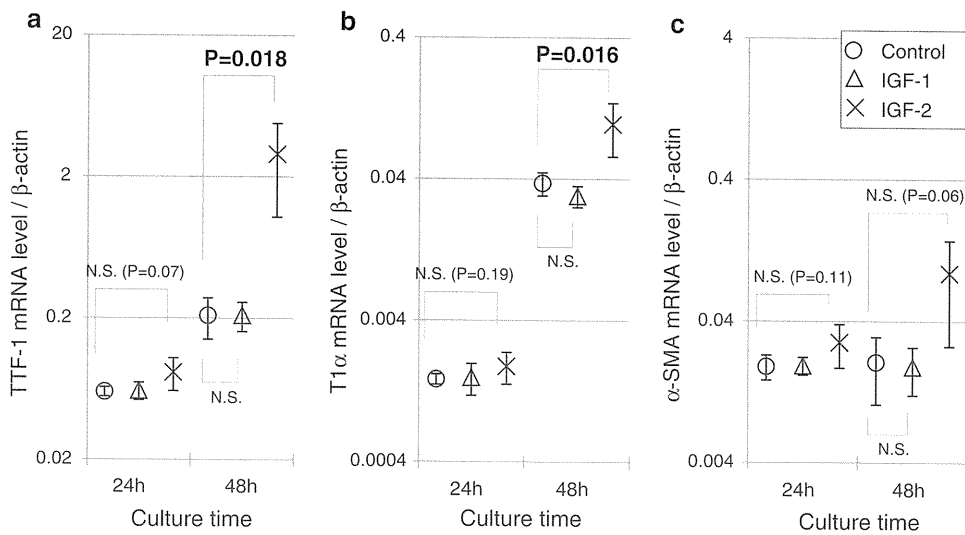 a
20
2
0.2
0.02
TTF-1 mRNA level / β-actin
P=0.018
N.S. (P=0.07)
N.S.
24h
48h
Culture time
b
0.4
0.04
0.004
0.0004
T1α mRNA level / β-actin
P=0.016
N.S. (P=0.19)
N.S.
24h
48h
Culture time
c
4
0.4
0.04
0.004
α-SMA mRNA level / β-actin
Control
IGF-1
IGF-2
N.S. (P=0.06)
N.S. (P=0.11)
N.S.
24h
48h
Culture time